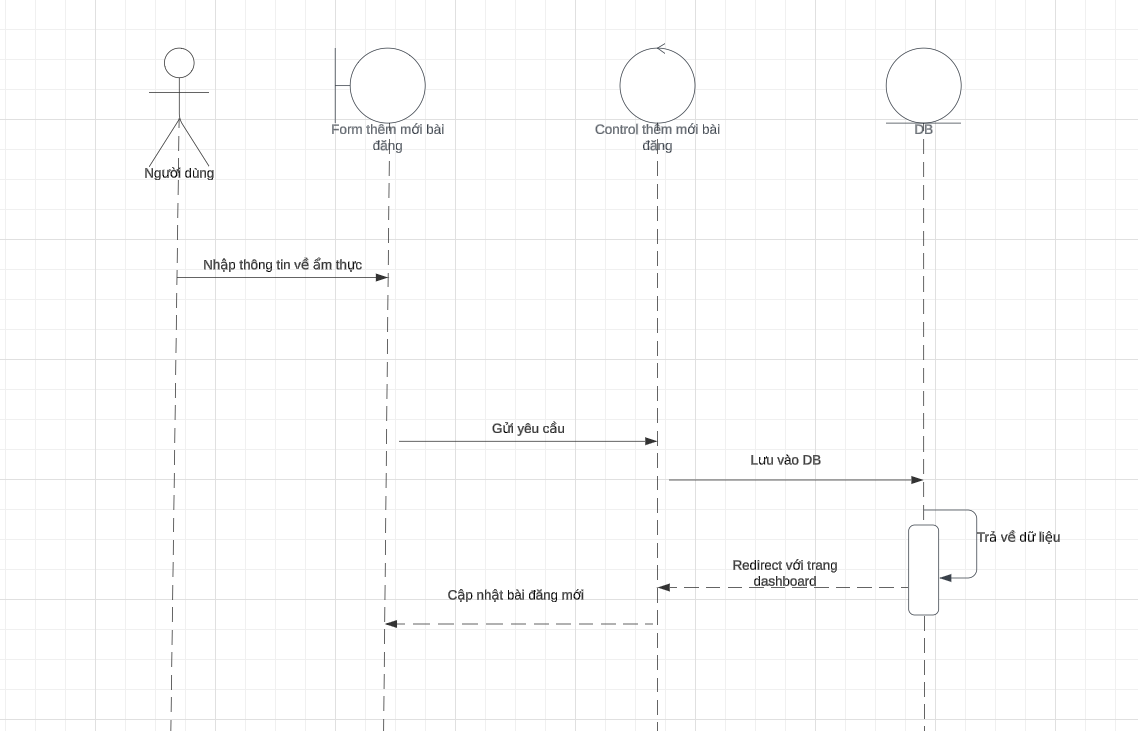 Form thêm mới bài
đăng
Control thêm mới bài
đăng
DB
Người dùng
Nhập thông tin về ẩm thực
Gửi yêu cầu
Lưu vào DB
Trả về dữ liệu
Redirect với trang
dashboard
Cập nhật bài đăng mới